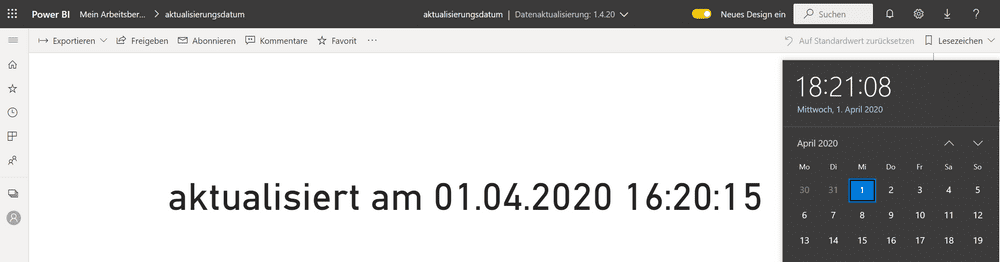 Power BI Mein Arbeitsber... > aktualisierungsdatum aktualisierungsdatum | Datenaktualisierung: 1.4.20 Neues Design ein Suchen ?
Exportieren Freigeben Abonnieren Kommentare Favorit ... Auf Standardwert zurücksetzen Lesezeichen
18:21:08
Mittwoch, 1. April 2020
April 2020
Mo Di Mi Do Fr Sa So
30 31 1 2 3 4 5
aktualisiert am 01.04.2020 16:20:15
6 7 8 9 10 11 12
13 14 15 16 17 18 19